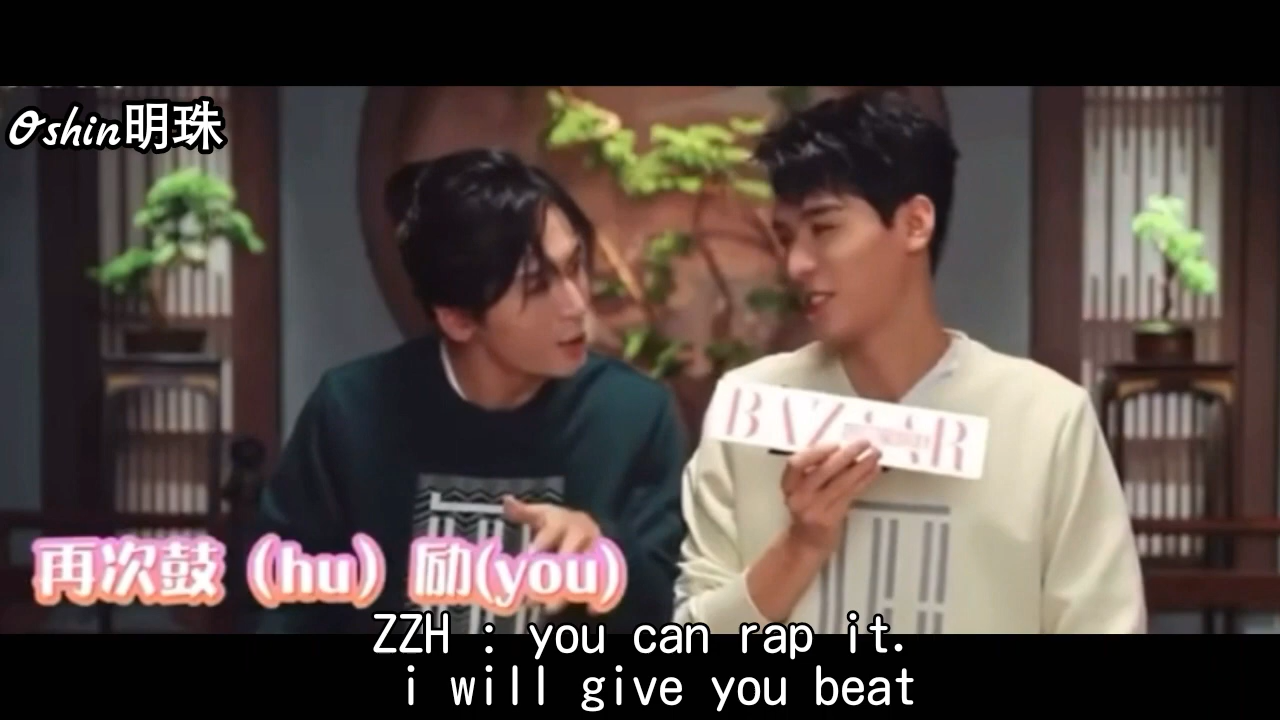 Oshin明珠
BAZAAR
再次鼓（hu）励(you)
ZZH : you can rap it.
i will give you beat